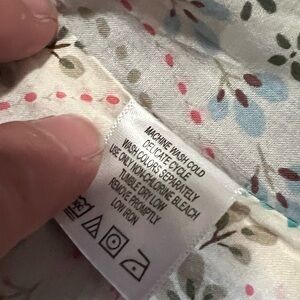 MACHINE WASH COLD
DELICATE CYCLE
WASH COLORS SEPARATELY
USE ONLY NON-CHLORINE BLEACH
TUMBLE DRY LOW
REMOVE PROMPTLY
LOW IRON